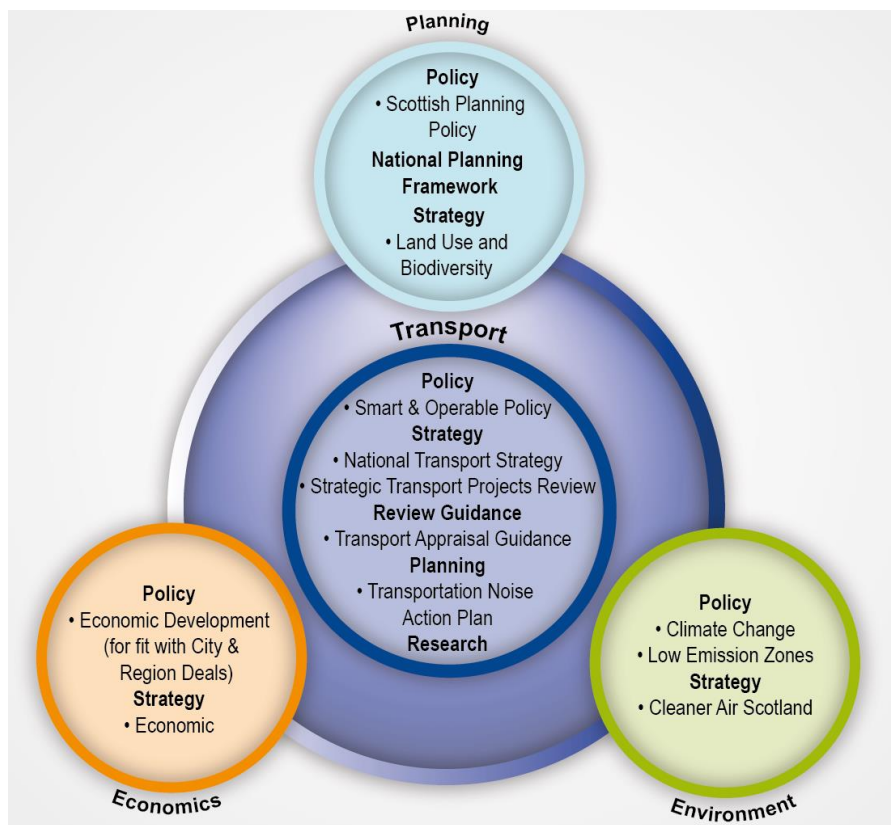 Planning
Policy
• Scottish Planning
Policy
National Planning
Framework
Strategy
• Land Use and
Biodiversity
Transport
Policy
• Smart & Operable Policy
Strategy
• National Transport Strategy
• Strategic Transport Projects Review
Review Guidance
• Transport Appraisal Guidance
Planning
• Transportation Noise
Action Plan
Research
Policy
• Economic Development
(for fit with City &
Region Deals)
Strategy
• Economic
Economics
Policy
• Climate Change
• Low Emission Zones
Strategy
• Cleaner Air Scotland
Environment